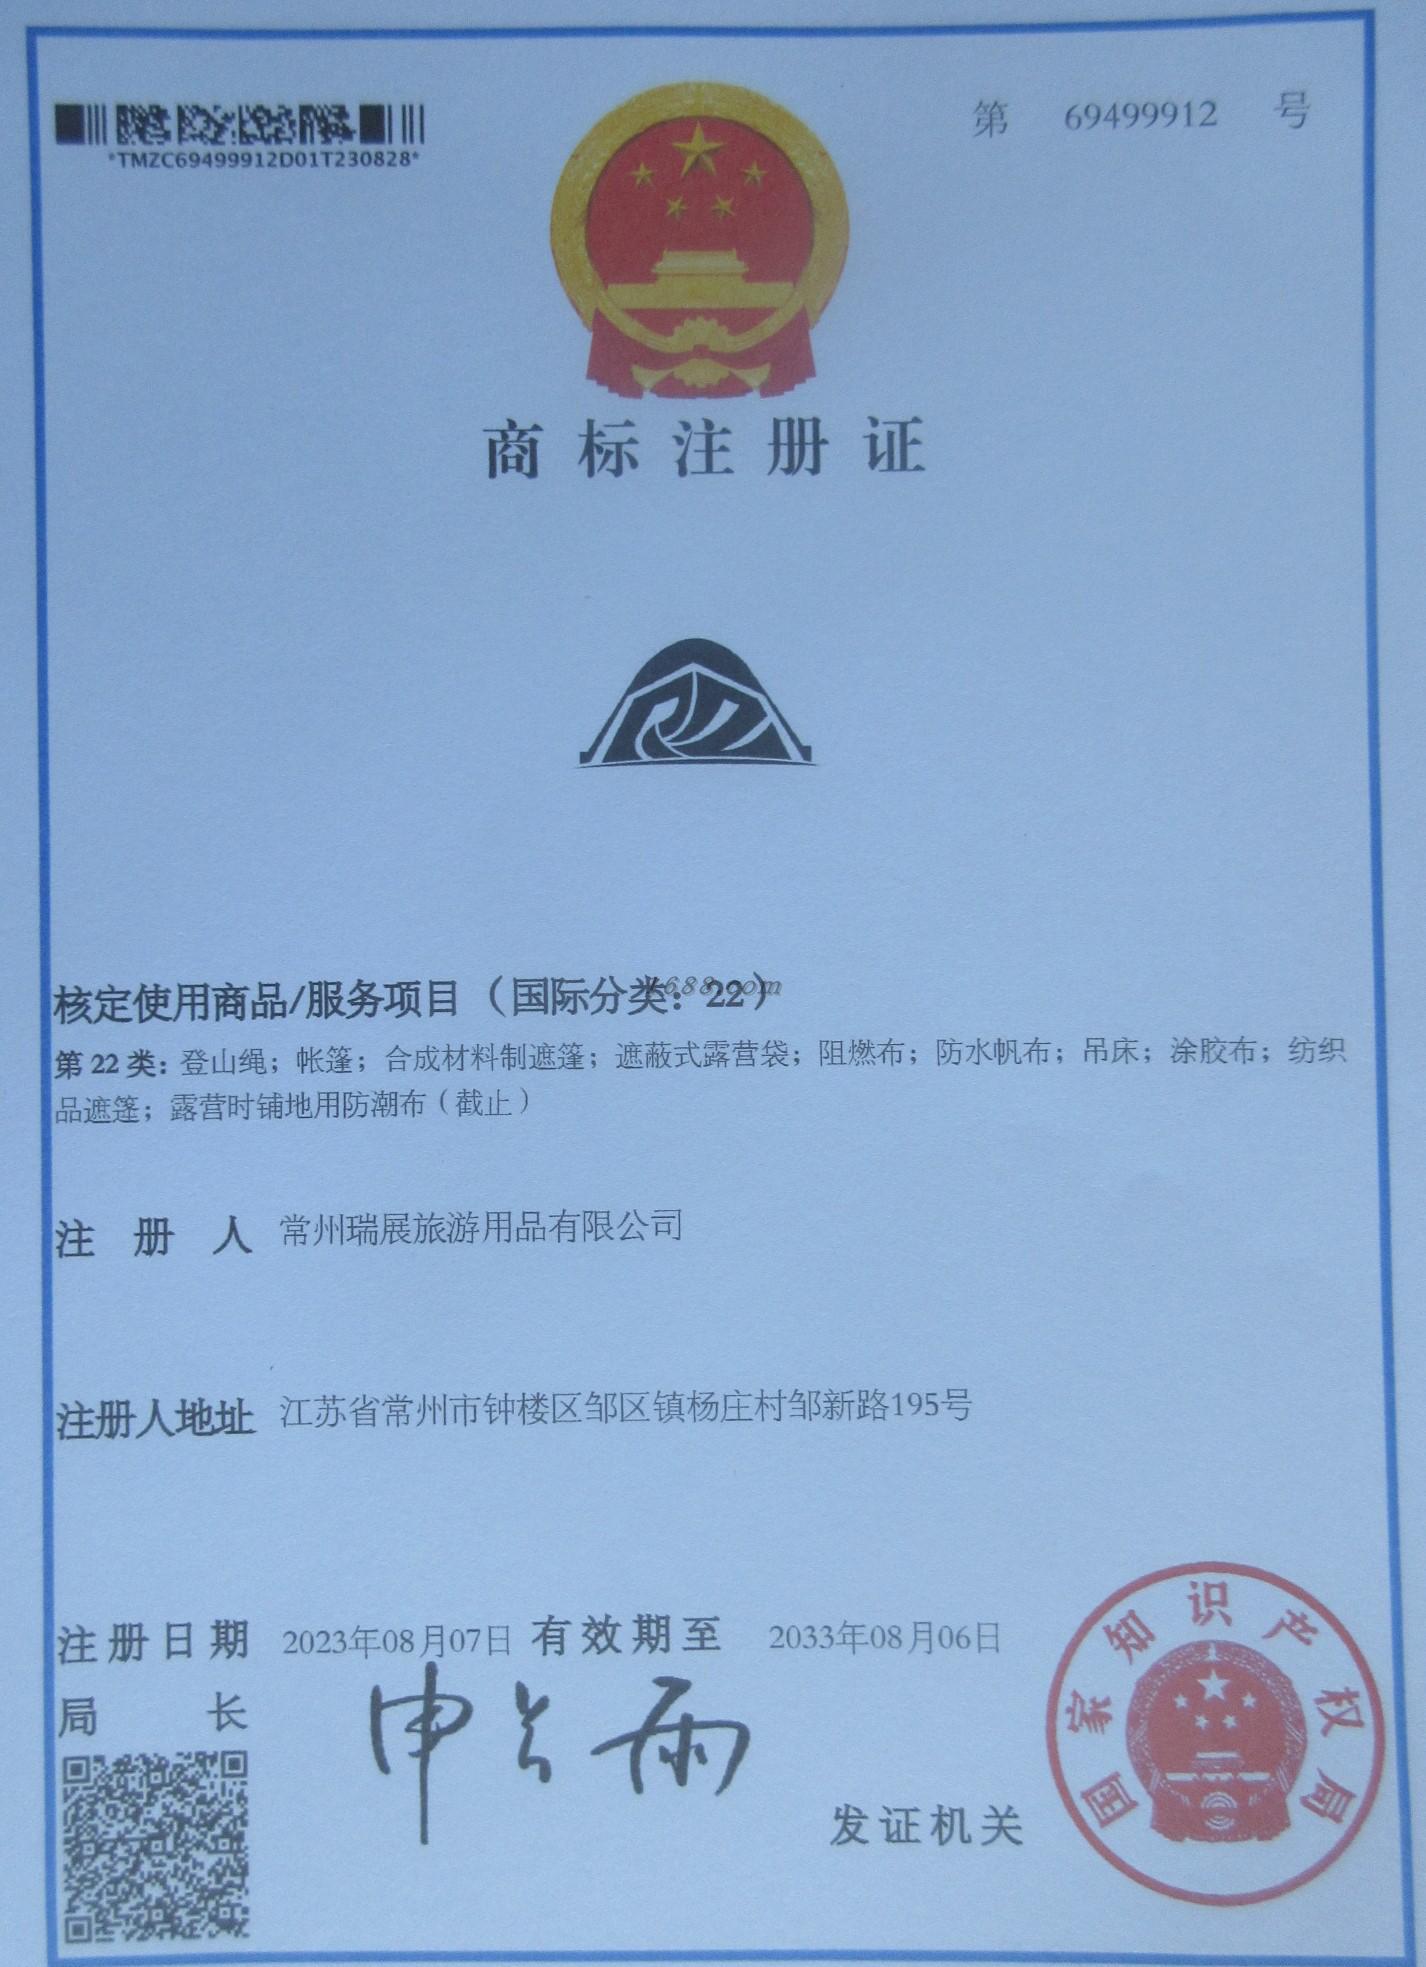 *TMZC69499912D01T230828*
第 69499912 号
商标注册证
核定使用商品/服务项目（国际分类：22）
1688.com
第 22 类：登山绳；帐篷；合成材料制遮篷；遮蔽式露营袋；阻燃布；防水帆布；吊床；涂胶布；纺织
品遮篷；露营时铺地用防潮布（截止）
注册人 常州瑞展旅游用品有限公司
注册人地址 江苏省常州市钟楼区邹区镇杨庄村邹新路195号
注册日期 2023年08月07日 有效期至 2033年08月06日
局长 申长雨
发证机关
国家知识产权局